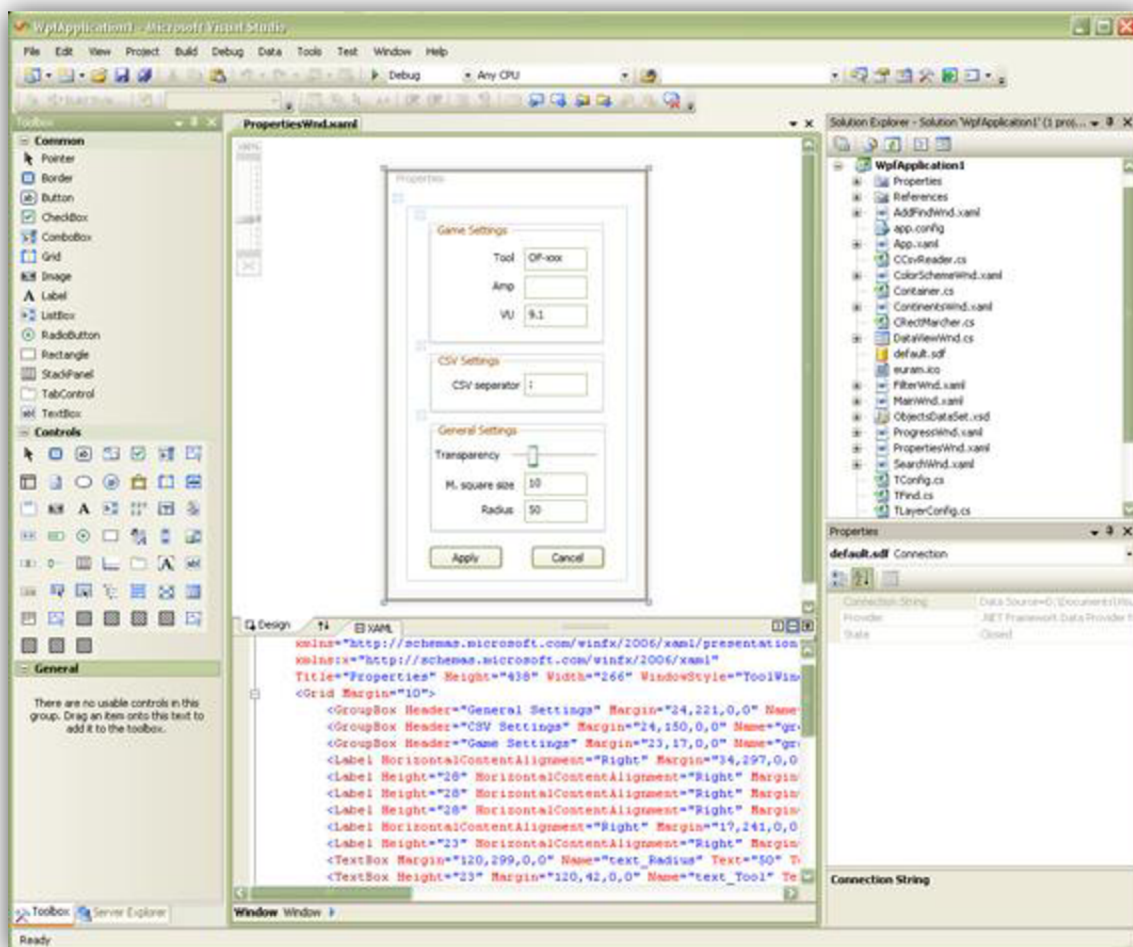 WpfApplication1 - Microsoft Visual Studio
File Edit View Project Build Debug Data Tools Test Window Help
Debug Any CPU
Toolbox
Common
Pointer
Border
Button
CheckBox
ComboBox
Grid
Image
Label
ListBox
RadioButton
Rectangle
StackPanel
TabControl
TextBox
Controls
General
There are no usable controls in this
group. Drag an item onto this text to
add it to the toolbox.
Toolbox Server Explorer
Ready
PropertiesWnd.xaml
100%
Properties
Game Settings
Tool OF-xxx
Amp
VU 9.1
CSV Settings
CSV separator ;
General Settings
Transparency
M. square size 10
Radius 50
Apply Cancel
Design XAML
xmlns="http://schemas.microsoft.com/winfx/2006/xaml/presentation
xmlns:x="http://schemas.microsoft.com/winfx/2006/xaml"
Title="Properties" Height="438" Width="266" WindowStyle="ToolWin
<Grid Margin="10">
<GroupBox Header="General Settings" Margin="24,221,0,0" Name
<GroupBox Header="CSV Settings" Margin="24,150,0,0" Name="gr
<GroupBox Header="Game Settings" Margin="23,17,0,0" Name="gr
<Label HorizontalContentAlignment="Right" Margin="34,297,0,0
<Label Height="28" HorizontalContentAlignment="Right" Margin
<Label Height="28" HorizontalContentAlignment="Right" Margin
<Label Height="28" HorizontalContentAlignment="Right" Margin
<Label HorizontalContentAlignment="Right" Margin="17,241,0,0
<Label Height="23" HorizontalContentAlignment="Right" Margin
<TextBox Margin="120,299,0,0" Name="text_Radius" Text="50" T
<TextBox Height="23" Margin="120,42,0,0" Name="text_Tool" Te
Window Window
Solution Explorer - Solution 'WpfApplication1' (1 proj...
WpfApplication1
Properties
References
AddFindWnd.xaml
app.config
App.xaml
CCsvReader.cs
ColorSchemeWnd.xaml
Container.cs
ContinentsWnd.xaml
CRectMarcher.cs
DataViewWnd.cs
default.sdf
euram.ico
FilterWnd.xaml
MainWnd.xaml
ObjectsDataSet.xsd
ProgressWnd.xaml
PropertiesWnd.xaml
SearchWnd.xaml
TConfig.cs
TFind.cs
TLayerConfig.cs
Properties
default.sdf Connection
Connection String Data Source=D:\Documents\
Provider .NET Framework Data Provider f
State Closed
Connection String